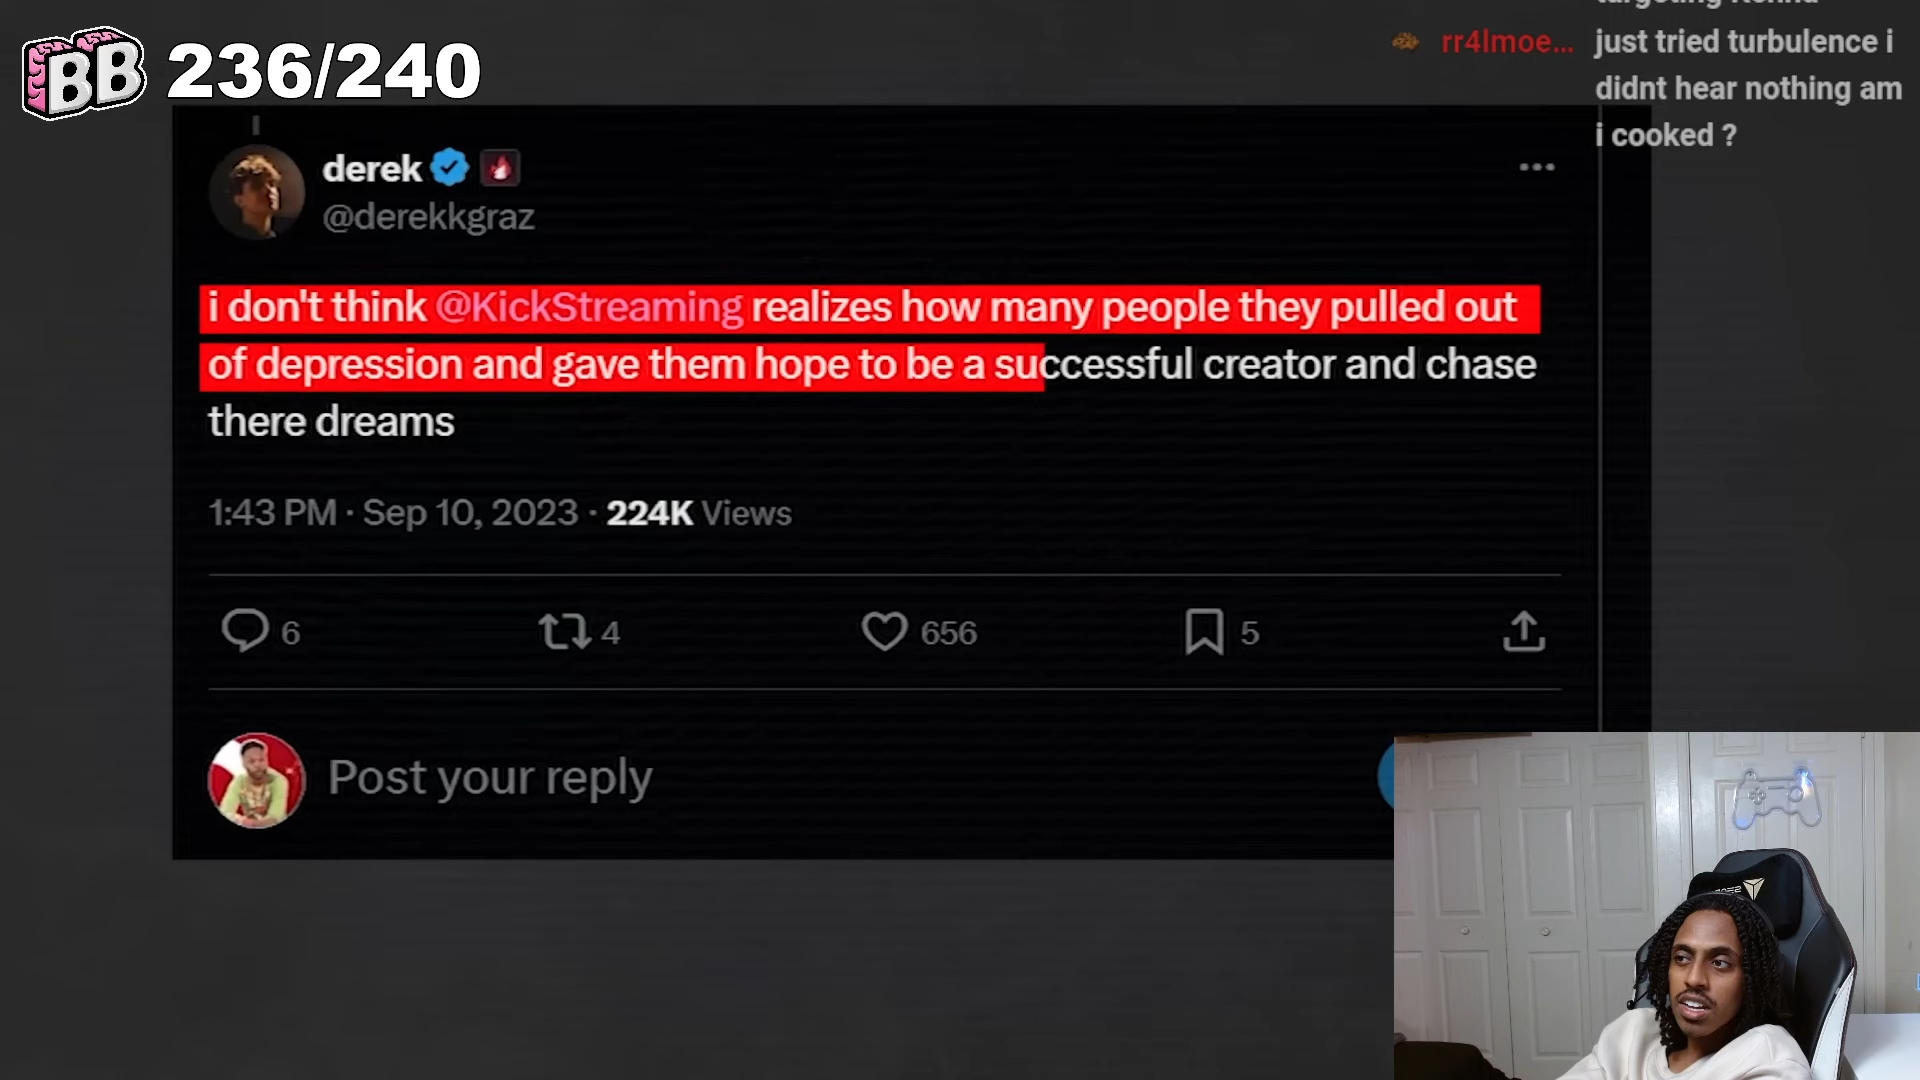 BB 236/240
rr4lmoe... just tried turbulence i
didnt hear nothing am
i cooked ?
derek
@derekkgraz
i don't think @KickStreaming realizes how many people they pulled out
of depression and gave them hope to be a successful creator and chase
there dreams
1:43 PM · Sep 10, 2023 · 224K Views
6 4 656 5
Post your reply